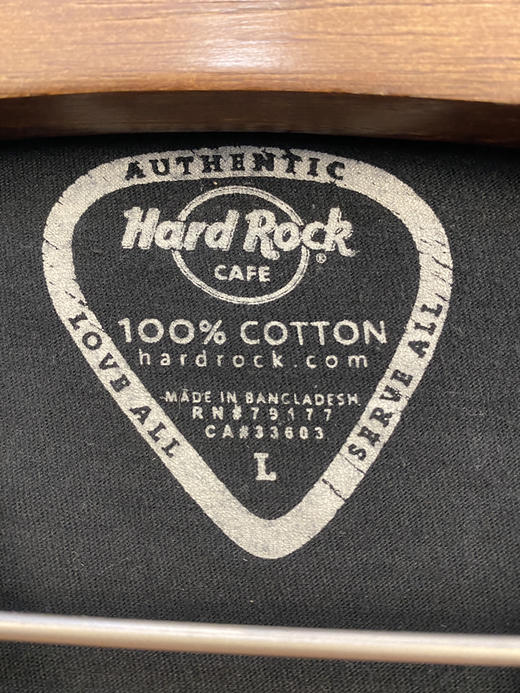 AUTHENTIC
Hard Rock
CAFE
®
100% COTTON
hardrock.com
MADE IN BANGLADESH
RN#79177
CA#33603
L
LOVE ALL
SERVE ALL